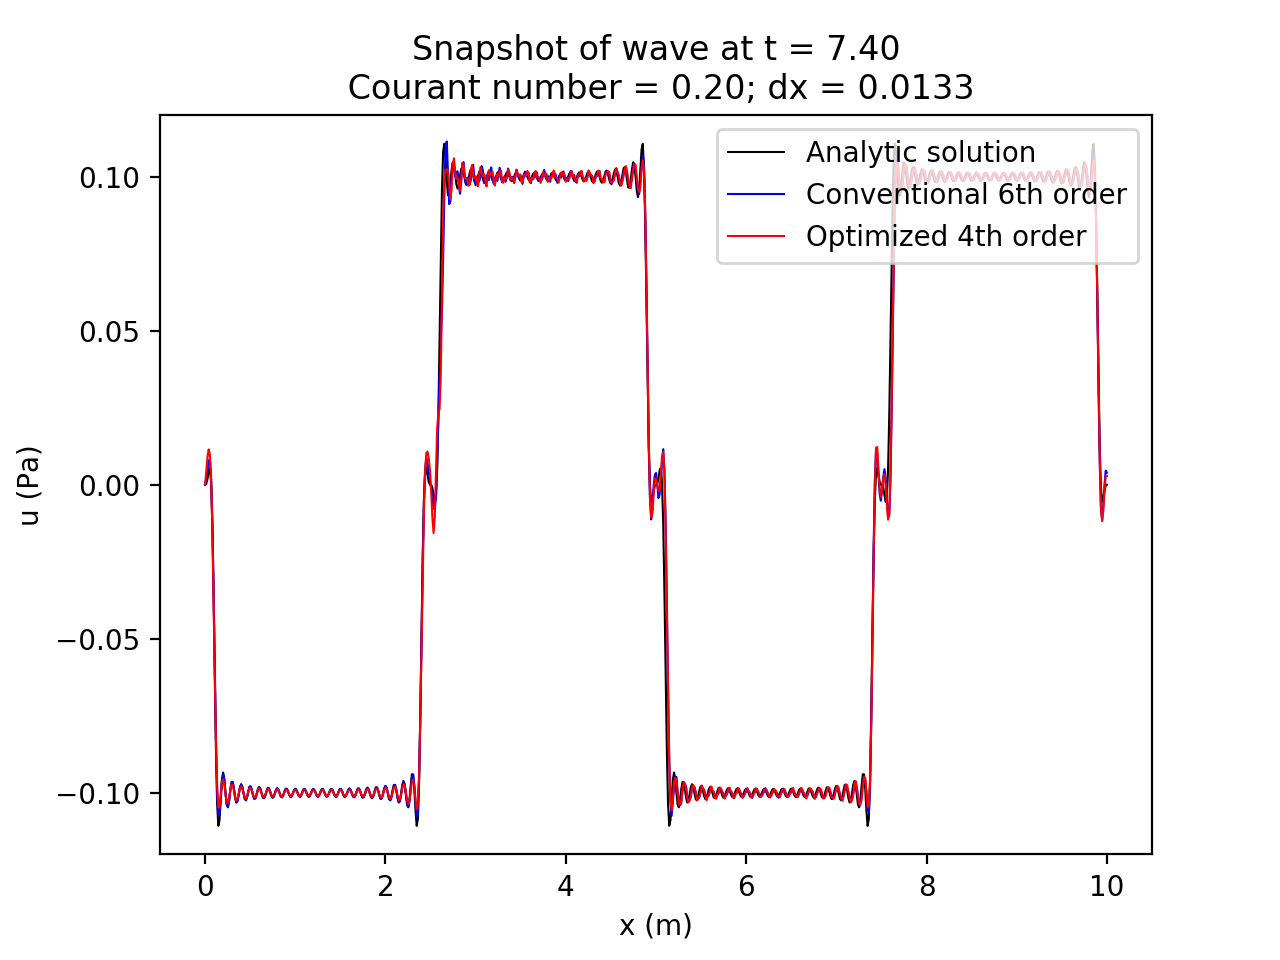 Snapshot of wave at t = 7.40
Courant number = 0.20; dx = 0.0133
Analytic solution
Conventional 6th order
Optimized 4th order
u (Pa)
0.10
0.05
0.00
−0.05
−0.10
0 2 4 6 8 10
x (m)